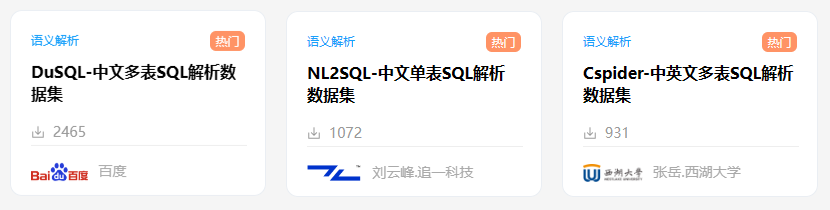 语义解析
热门
DuSQL-中文多表SQL解析数
据集
2465
Baidu百度
百度
语义解析
热门
NL2SQL-中文单表SQL解析
数据集
1072
刘云峰.追一科技
语义解析
热门
Cspider-中英文多表SQL解析
数据集
931
西湖大学
张岳.西湖大学